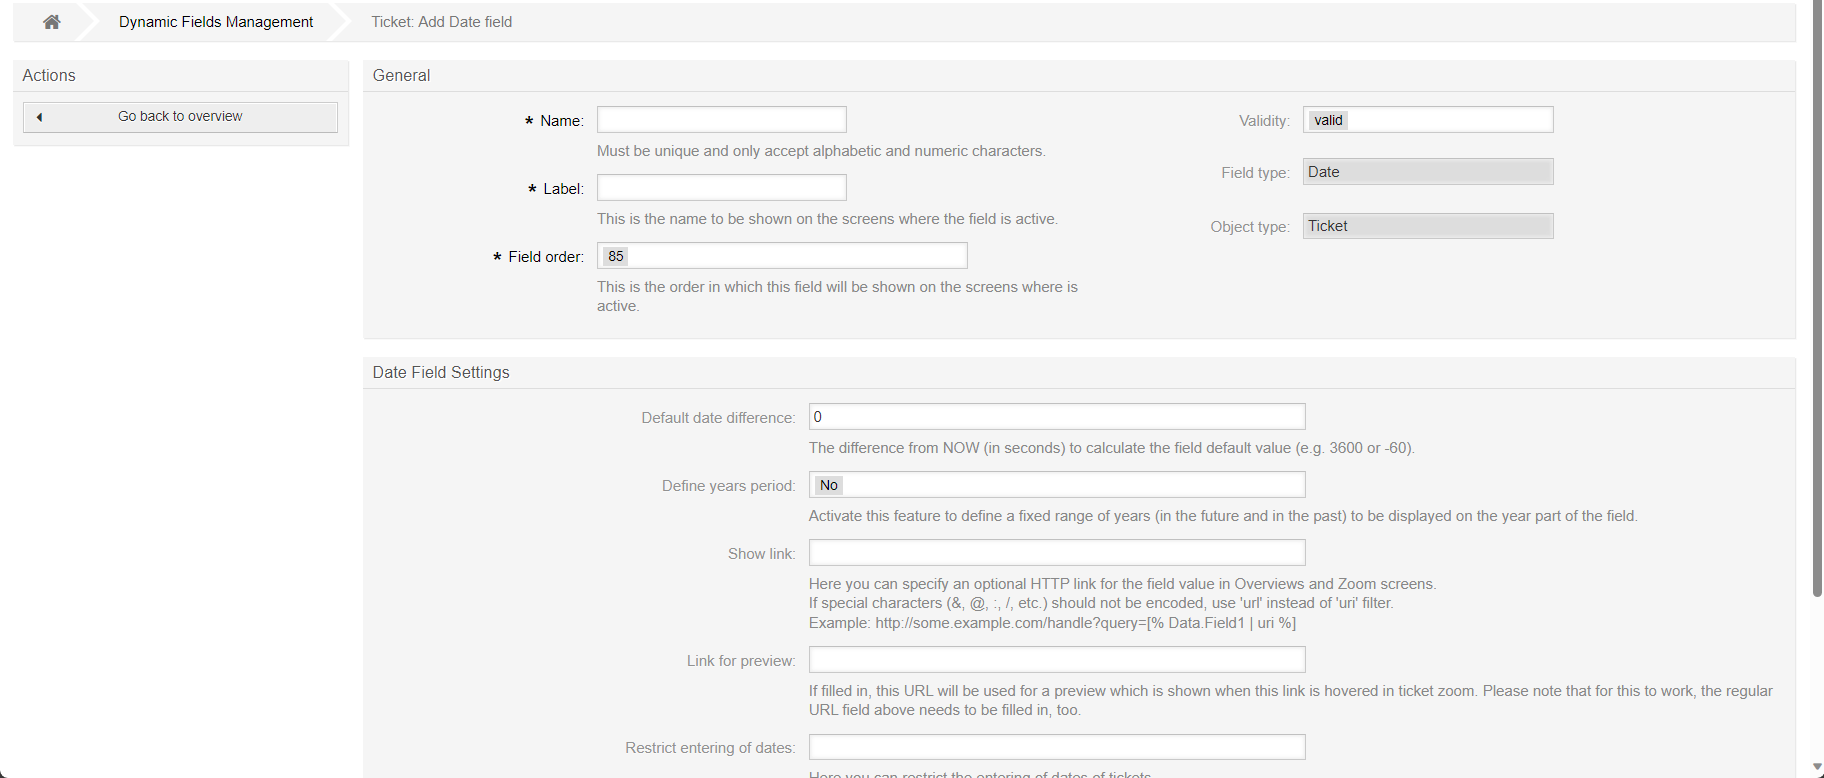 Dynamic Fields Management
Ticket: Add Date field
Actions
Go back to overview
General
* Name:
Must be unique and only accept alphabetic and numeric characters.
* Label:
This is the name to be shown on the screens where the field is active.
* Field order:
85
This is the order in which this field will be shown on the screens where is
active.
Validity:
valid
Field type:
Date
Object type:
Ticket
Date Field Settings
Default date difference:
0
The difference from NOW (in seconds) to calculate the field default value (e.g. 3600 or -60).
Define years period:
No
Activate this feature to define a fixed range of years (in the future and in the past) to be displayed on the year part of the field.
Show link:
Here you can specify an optional HTTP link for the field value in Overviews and Zoom screens.
If special characters (&, @, :, /, etc.) should not be encoded, use 'url' instead of 'uri' filter.
Example: http://some.example.com/handle?query=[% Data.Field1 | uri %]
Link for preview:
If filled in, this URL will be used for a preview which is shown when this link is hovered in ticket zoom. Please note that for this to work, the regular
URL field above needs to be filled in, too.
Restrict entering of dates:
Here you can restrict the entering of dates of tickets.